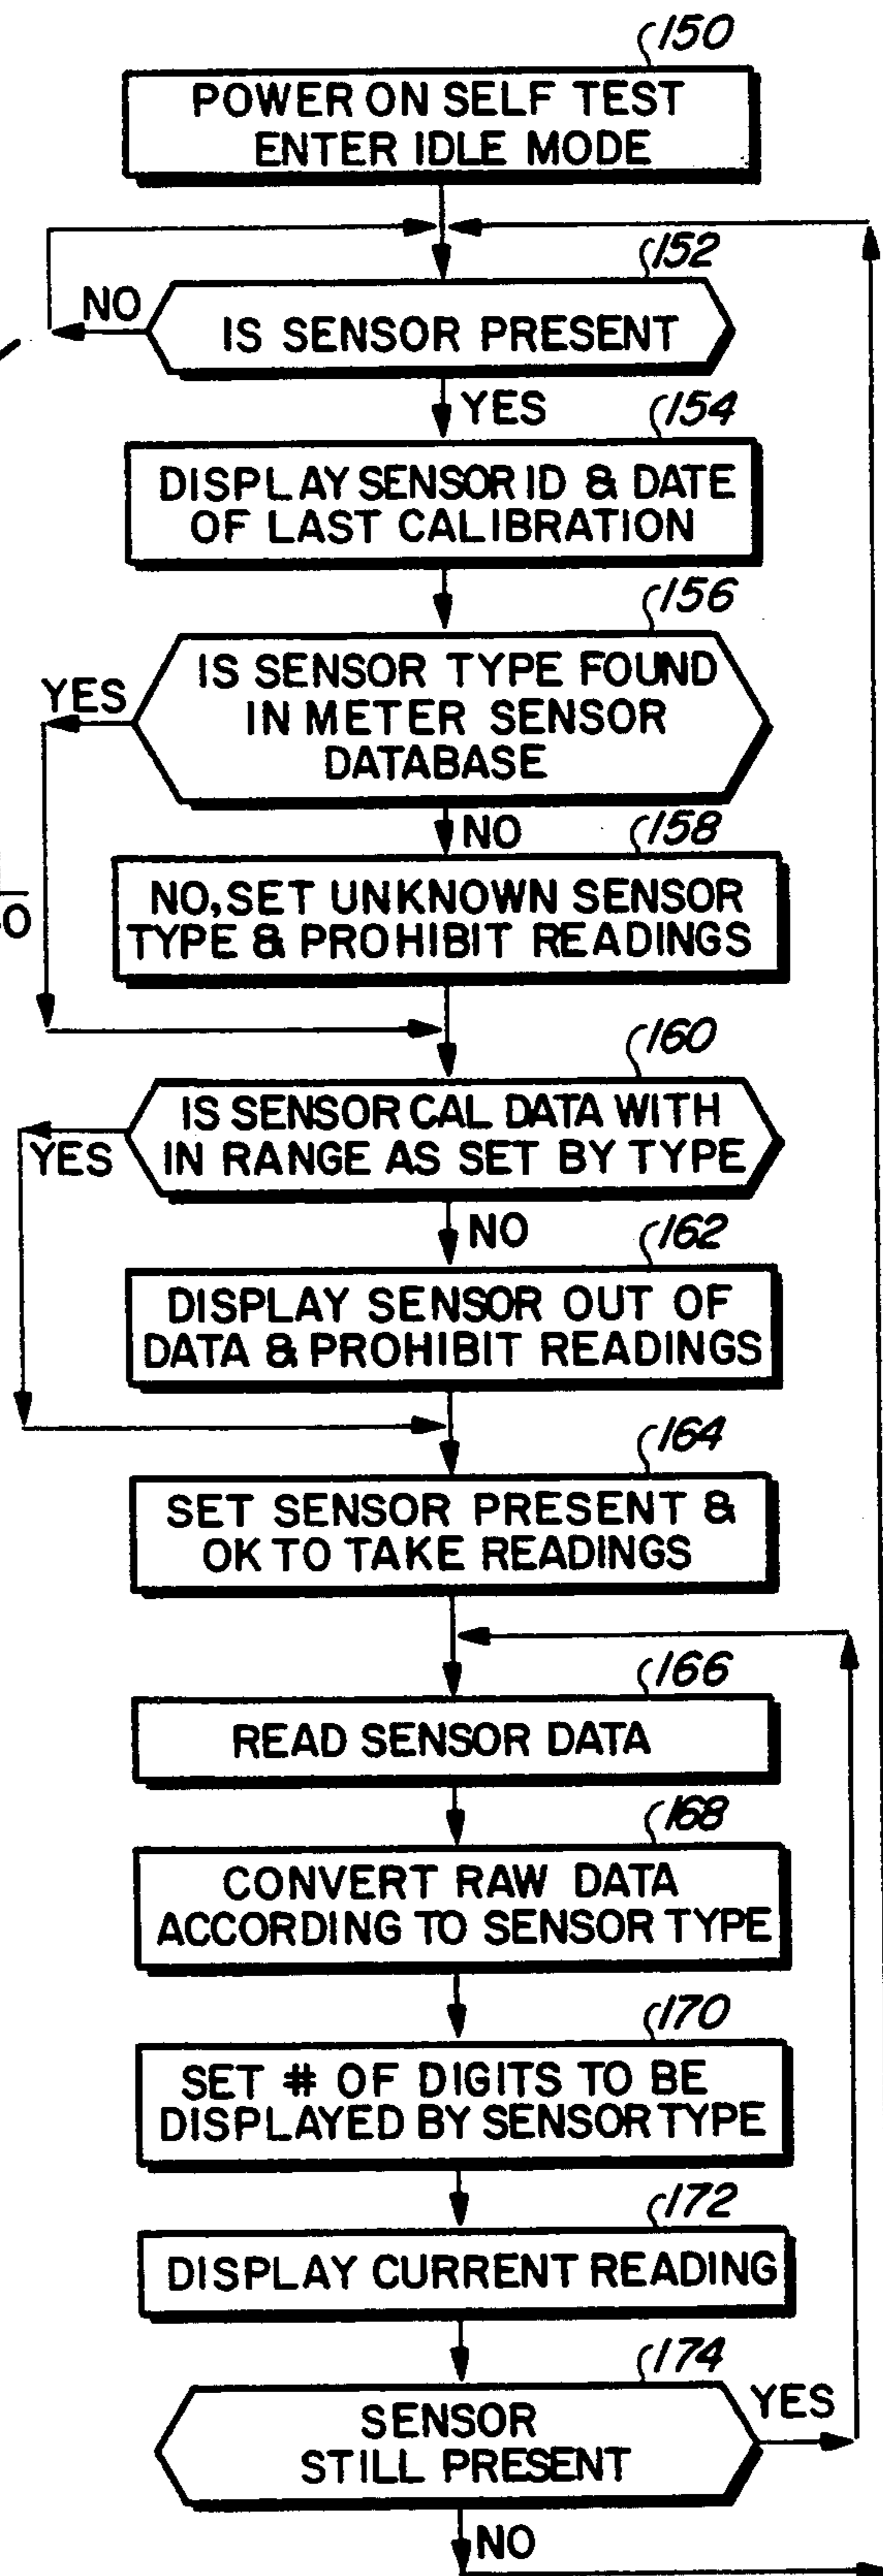 150
POWER ON SELF TEST
ENTER IDLE MODE
152
NO
IS SENSOR PRESENT
YES
154
DISPLAY SENSOR ID & DATE
OF LAST CALIBRATION
156
IS SENSOR TYPE FOUND
YES
IN METER SENSOR
DATABASE
NO
158
NO, SET UNKNOWN SENSOR
TYPE & PROHIBIT READINGS
160
IS SENSOR CAL DATA WITH
YES
IN RANGE AS SET BY TYPE
NO
162
DISPLAY SENSOR OUT OF
DATA & PROHIBIT READINGS
164
SET SENSOR PRESENT &
OK TO TAKE READINGS
166
READ SENSOR DATA
168
CONVERT RAW DATA
ACCORDING TO SENSOR TYPE
170
SET # OF DIGITS TO BE
DISPLAYED BY SENSOR TYPE
172
DISPLAY CURRENT READING
174
YES
SENSOR
STILL PRESENT
NO